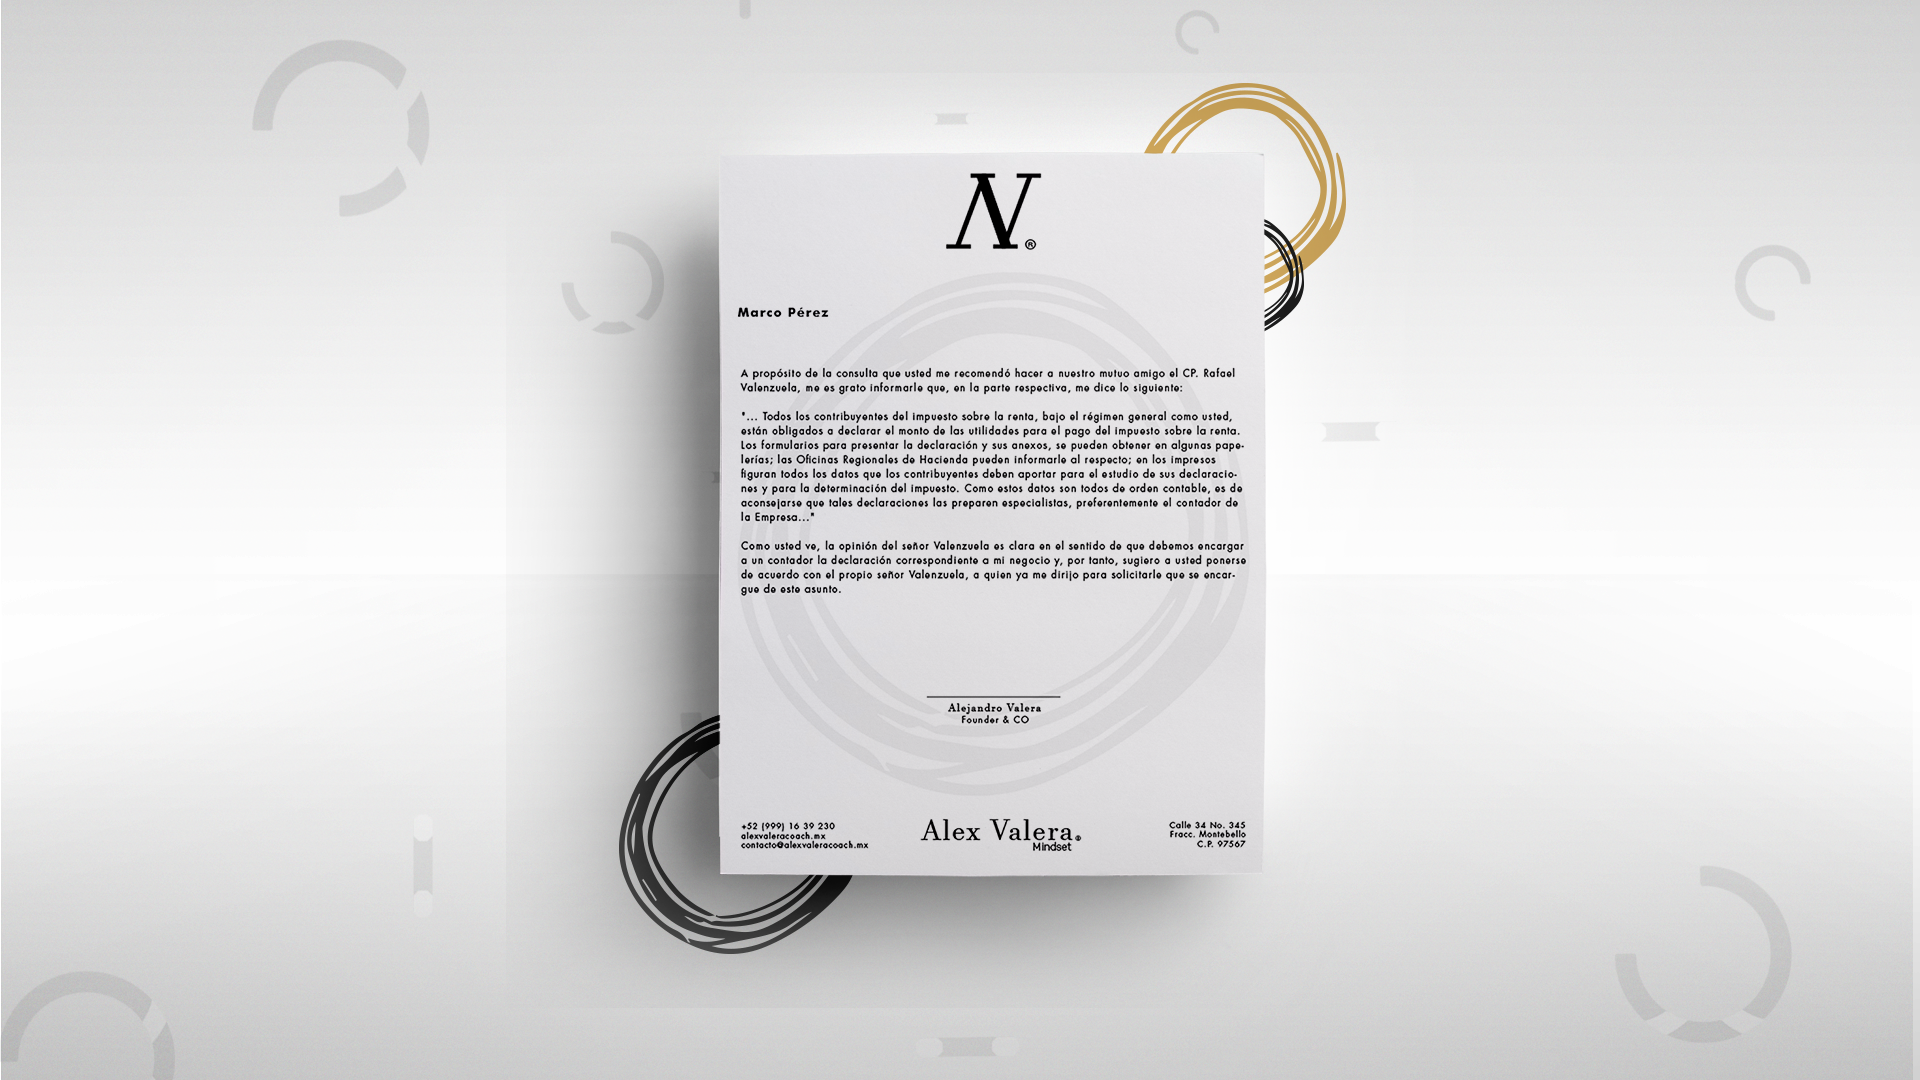 N®
Marco Pérez
A propósito de la consulta que usted me recomendó hacer a nuestro mutuo amigo el CP. Rafael
Valenzuela, me es grato informarle que, en la parte respectiva, me dice lo siguiente:
"... Todos los contribuyentes del impuesto sobre la renta, bajo el régimen general como usted,
están obligados a declarar el monto de las utilidades para el pago del impuesto sobre la renta.
Los formularios para presentar la declaración y sus anexos, se pueden obtener en algunas pape-
lerías; las Oficinas Regionales de Hacienda pueden informarle al respecto; en los impresos
figuran todos los datos que los contribuyentes deben aportar para el estudio de sus declaracio-
nes y para la determinación del impuesto. Como estos datos son todos de orden contable, es de
aconsejarse que tales declaraciones las preparen especialistas, preferentemente el contador de
la Empresa..."
Como usted ve, la opinión del señor Valenzuela es clara en el sentido de que debemos encargar
a un contador la declaración correspondiente a mi negocio y, por tanto, sugiero a usted ponerse
de acuerdo con el propio señor Valenzuela, a quien ya me dirijo para solicitarle que se encar-
gue de este asunto.
Alejandro Valera
Founder & CO
+52 (999) 16 39 230
alexvaleracoach.mx
contacto@alexvaleracoach.mx
Alex Valera®
Mindset
Calle 34 No. 345
Fracc. Montebello
C.P. 97567